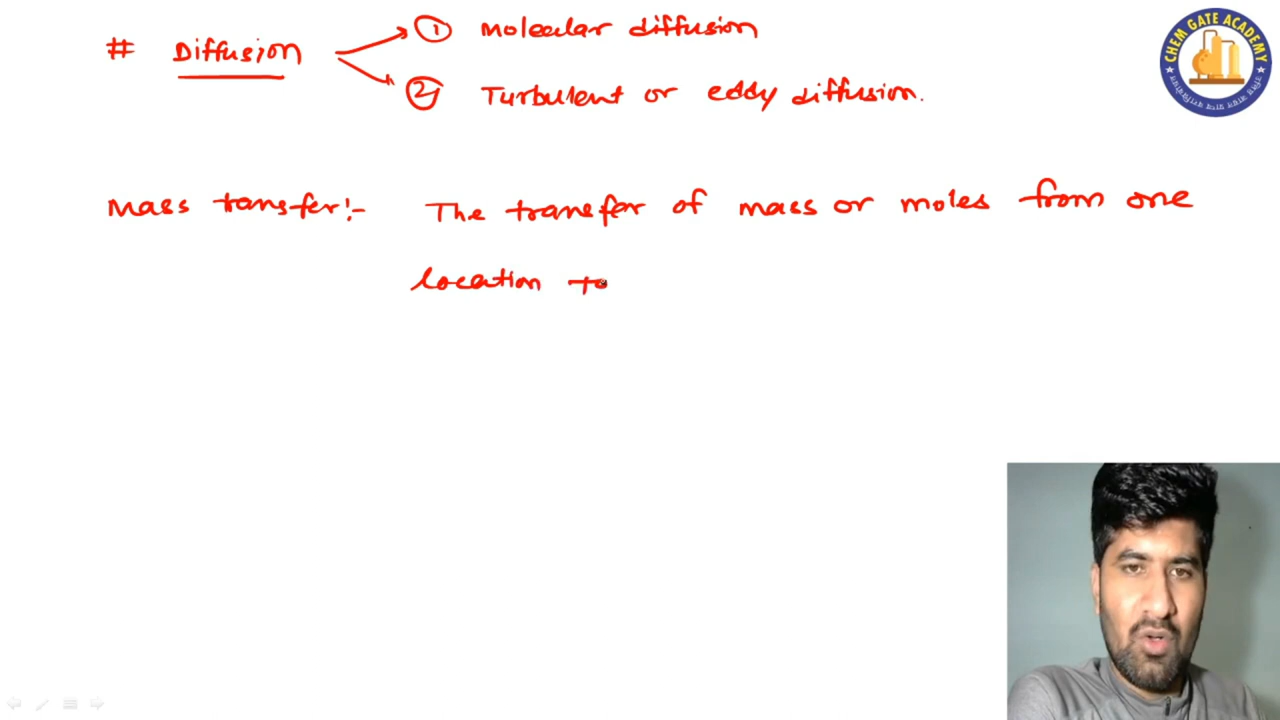 # Diffusion
① Molecular diffusion
② Turbulent or eddy diffusion.
Mass transfer:- The transfer of mass or moles from one
location to
CHEM GATE ACADEMY